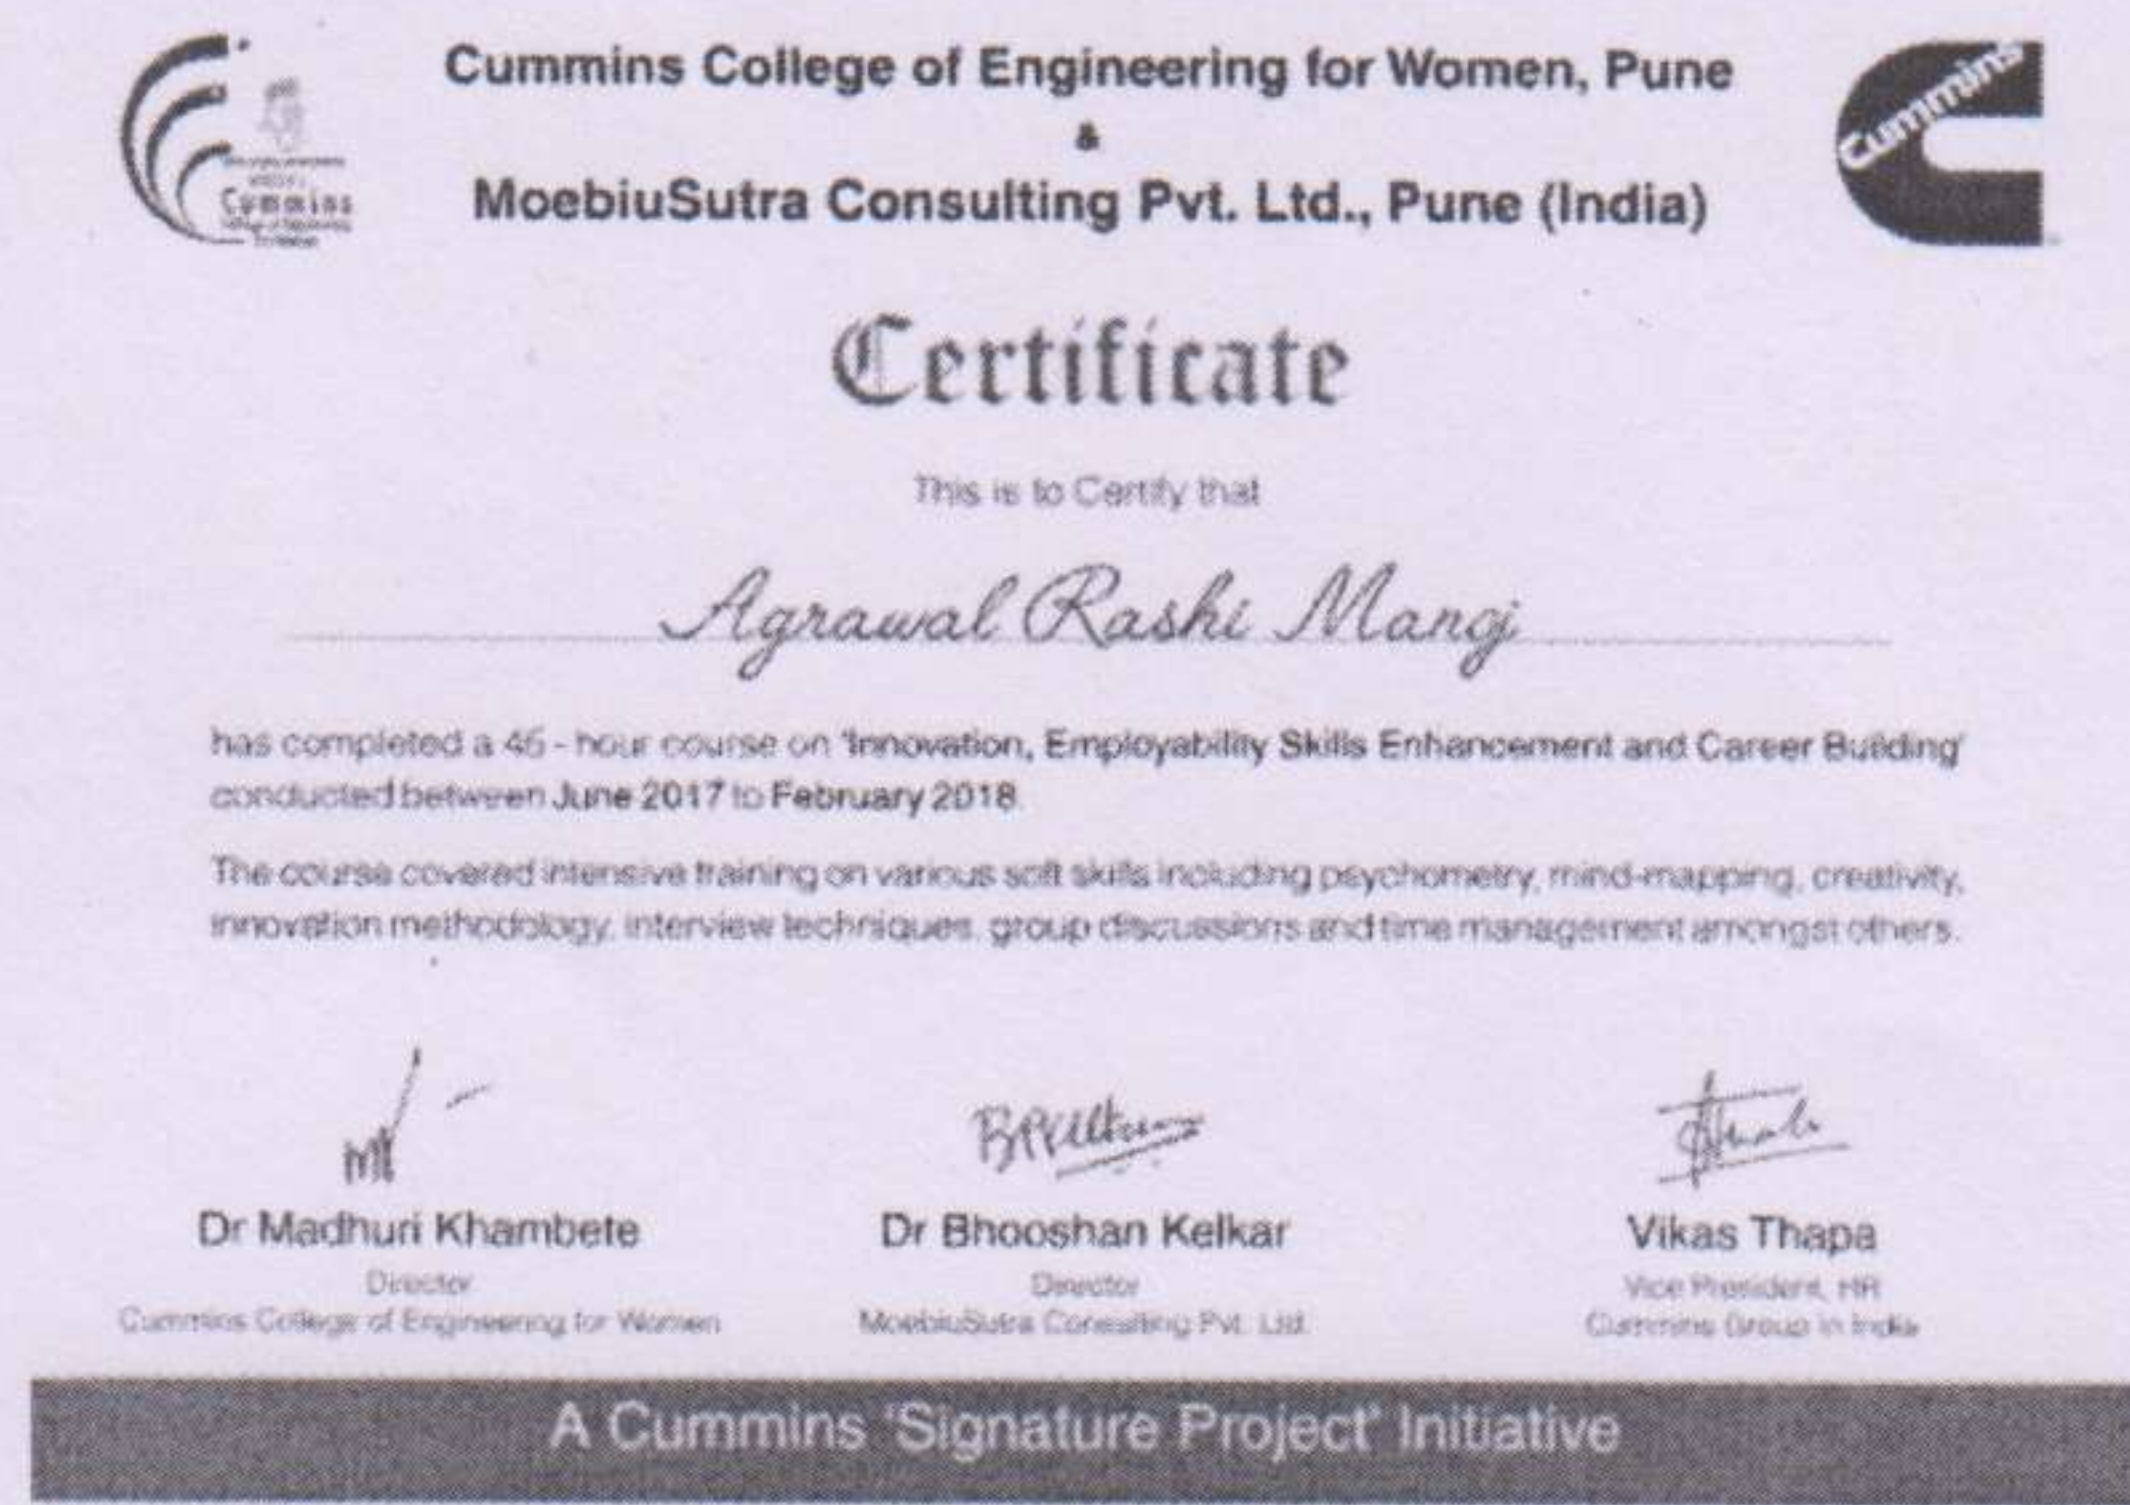 Cummins College of Engineering for Women, Pune
&
MoebiuSutra Consulting Pvt. Ltd., Pune (India)
Cummins
Cummins
Certificate
This is to Certify that
Agrawal Rashi Manoj
has completed a 45 - hour course on 'Innovation, Employability Skills Enhancement and Career Building'
conducted between June 2017 to February 2018.
The course covered intensive training on various soft skills including psychometry, mind-mapping, creativity,
innovation methodology, interview techniques, group discussions and time management amongst others.
Dr Madhuri Khambete
Dr Bhooshan Kelkar
Vikas Thapa
Director
Director
Vice President, HR
Cummins College of Engineering for Women
MoebiuSutra Consulting Pvt. Ltd.
Cummins Group in India
A Cummins 'Signature Project' Initiative